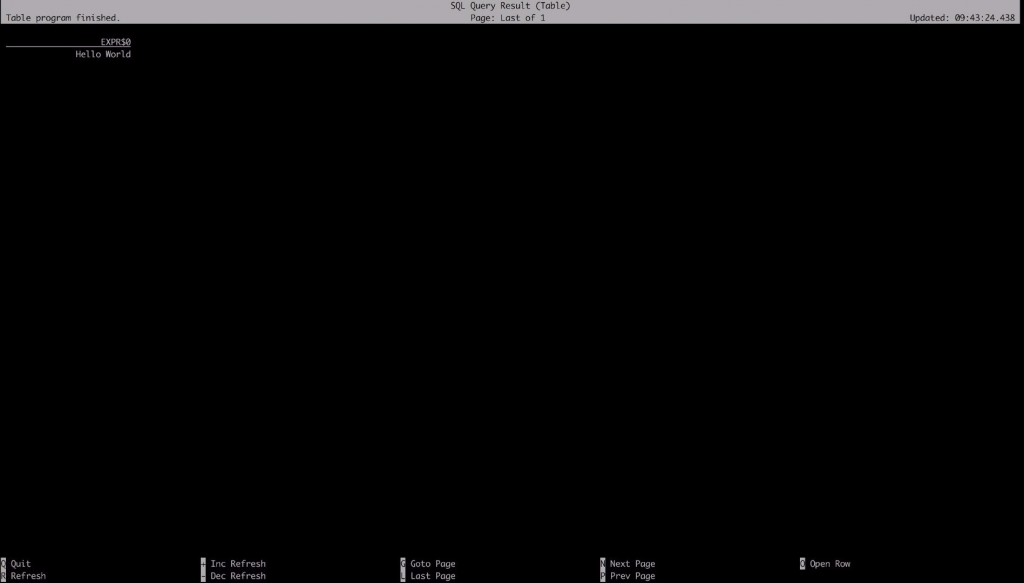 SQL Query Result (Table)
Table program finished. Page: Last of 1 Updated: 09:43:24.438
EXPR$0
Hello World
Q Quit + Inc Refresh G Goto Page N Next Page O Open Row
R Refresh - Dec Refresh L Last Page P Prev Page